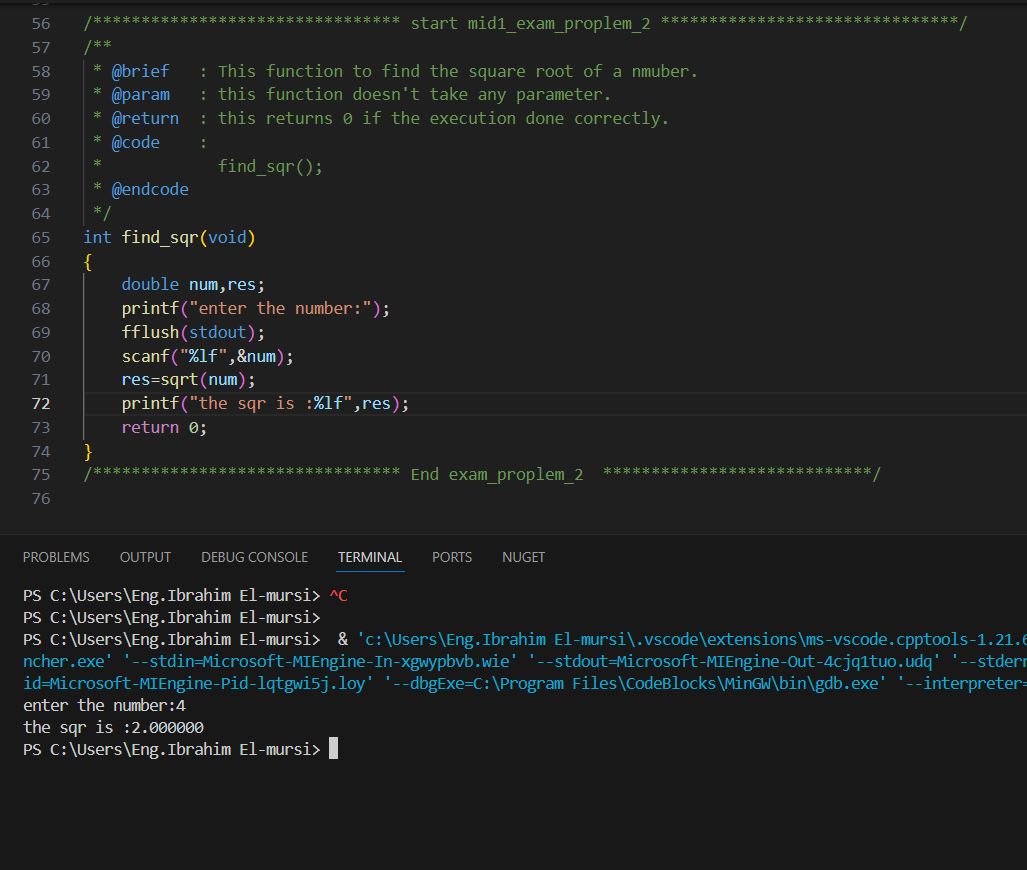 56 /******************************** start mid1_exam_proplem_2 *******************************/
57 /**
58  * @brief   : This function to find the square root of a nmuber.
59  * @param   : this function doesn't take any parameter.
60  * @return  : this returns 0 if the execution done correctly.
61  * @code    :
62  *            find_sqr();
63  * @endcode
64  */
65 int find_sqr(void)
66 {
67     double num,res;
68     printf("enter the number:");
69     fflush(stdout);
70     scanf("%lf",&num);
71     res=sqrt(num);
72     printf("the sqr is :%lf",res);
73     return 0;
74 }
75 /******************************** End exam_proplem_2  ****************************/
76
PROBLEMS OUTPUT DEBUG CONSOLE TERMINAL PORTS NUGET
PS C:\Users\Eng.Ibrahim El-mursi> ^C
PS C:\Users\Eng.Ibrahim El-mursi>
PS C:\Users\Eng.Ibrahim El-mursi>  & 'c:\Users\Eng.Ibrahim El-mursi\.vscode\extensions\ms-vscode.cpptools-1.21.6
ncher.exe' '--stdin=Microsoft-MIEngine-In-xgwypbvb.wie' '--stdout=Microsoft-MIEngine-Out-4cjq1tuo.udq' '--stderr
id=Microsoft-MIEngine-Pid-lqtgwi5j.loy' '--dbgExe=C:\Program Files\CodeBlocks\MinGW\bin\gdb.exe' '--interpreter=
enter the number:4
the sqr is :2.000000
PS C:\Users\Eng.Ibrahim El-mursi>